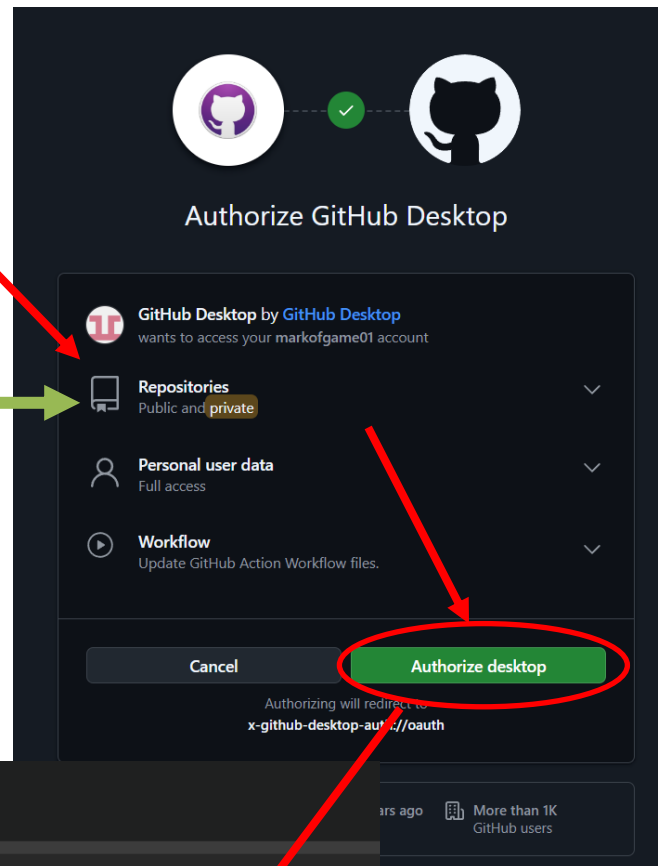 Authorize GitHub Desktop
GitHub Desktop by GitHub Desktop
wants to access your markofgame01 account
Repositories
Public and private
Personal user data
Full access
Workflow
Update GitHub Action Workflow files.
Cancel
Authorize desktop
Authorizing will redirect to
x-github-desktop-auth://oauth
ago
More than 1K
GitHub users